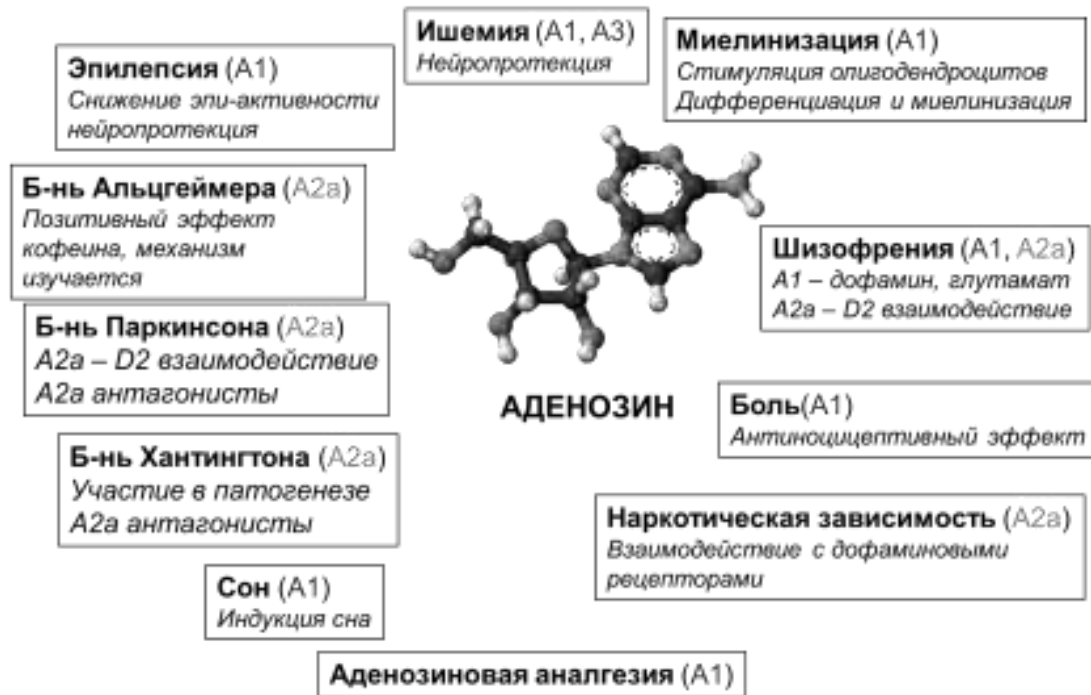 Ишемия (А1, А3)
Нейропротекция
Миелинизация (А1)
Стимуляция олигодендроцитов
Дифференциация и миелинизация
Эпилепсия (А1)
Снижение эпи-активности
нейропротекция
Б-нь Альцгеймера (А2а)
Позитивный эффект
кофеина, механизм
изучается
Шизофрения (А1, А2а)
А1 – дофамин, глутамат
А2а – D2 взаимодействие
Б-нь Паркинсона (А2а)
А2а – D2 взаимодействие
А2а антагонисты
АДЕНОЗИН
Боль(А1)
Антиноцицептивный эффект
Б-нь Хантингтона (А2а)
Участие в патогенезе
А2а антагонисты
Наркотическая зависимость (А2а)
Взаимодействие с дофаминовыми
рецепторами
Сон (А1)
Индукция сна
Аденозиновая аналгезия (А1)